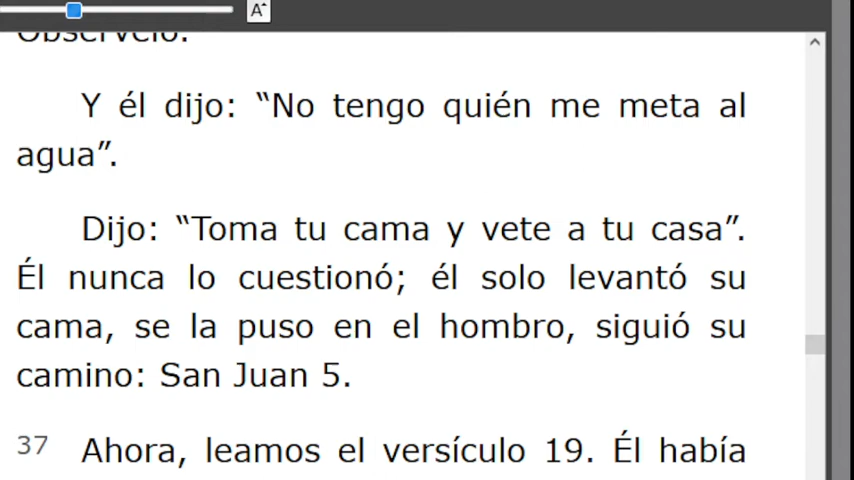 A
Obsérvelo.
Y él dijo: “No tengo quién me meta al
agua”.
Dijo: “Toma tu cama y vete a tu casa”.
Él nunca lo cuestionó; él solo levantó su
cama, se la puso en el hombro, siguió su
camino: San Juan 5.
37 Ahora, leamos el versículo 19. Él había